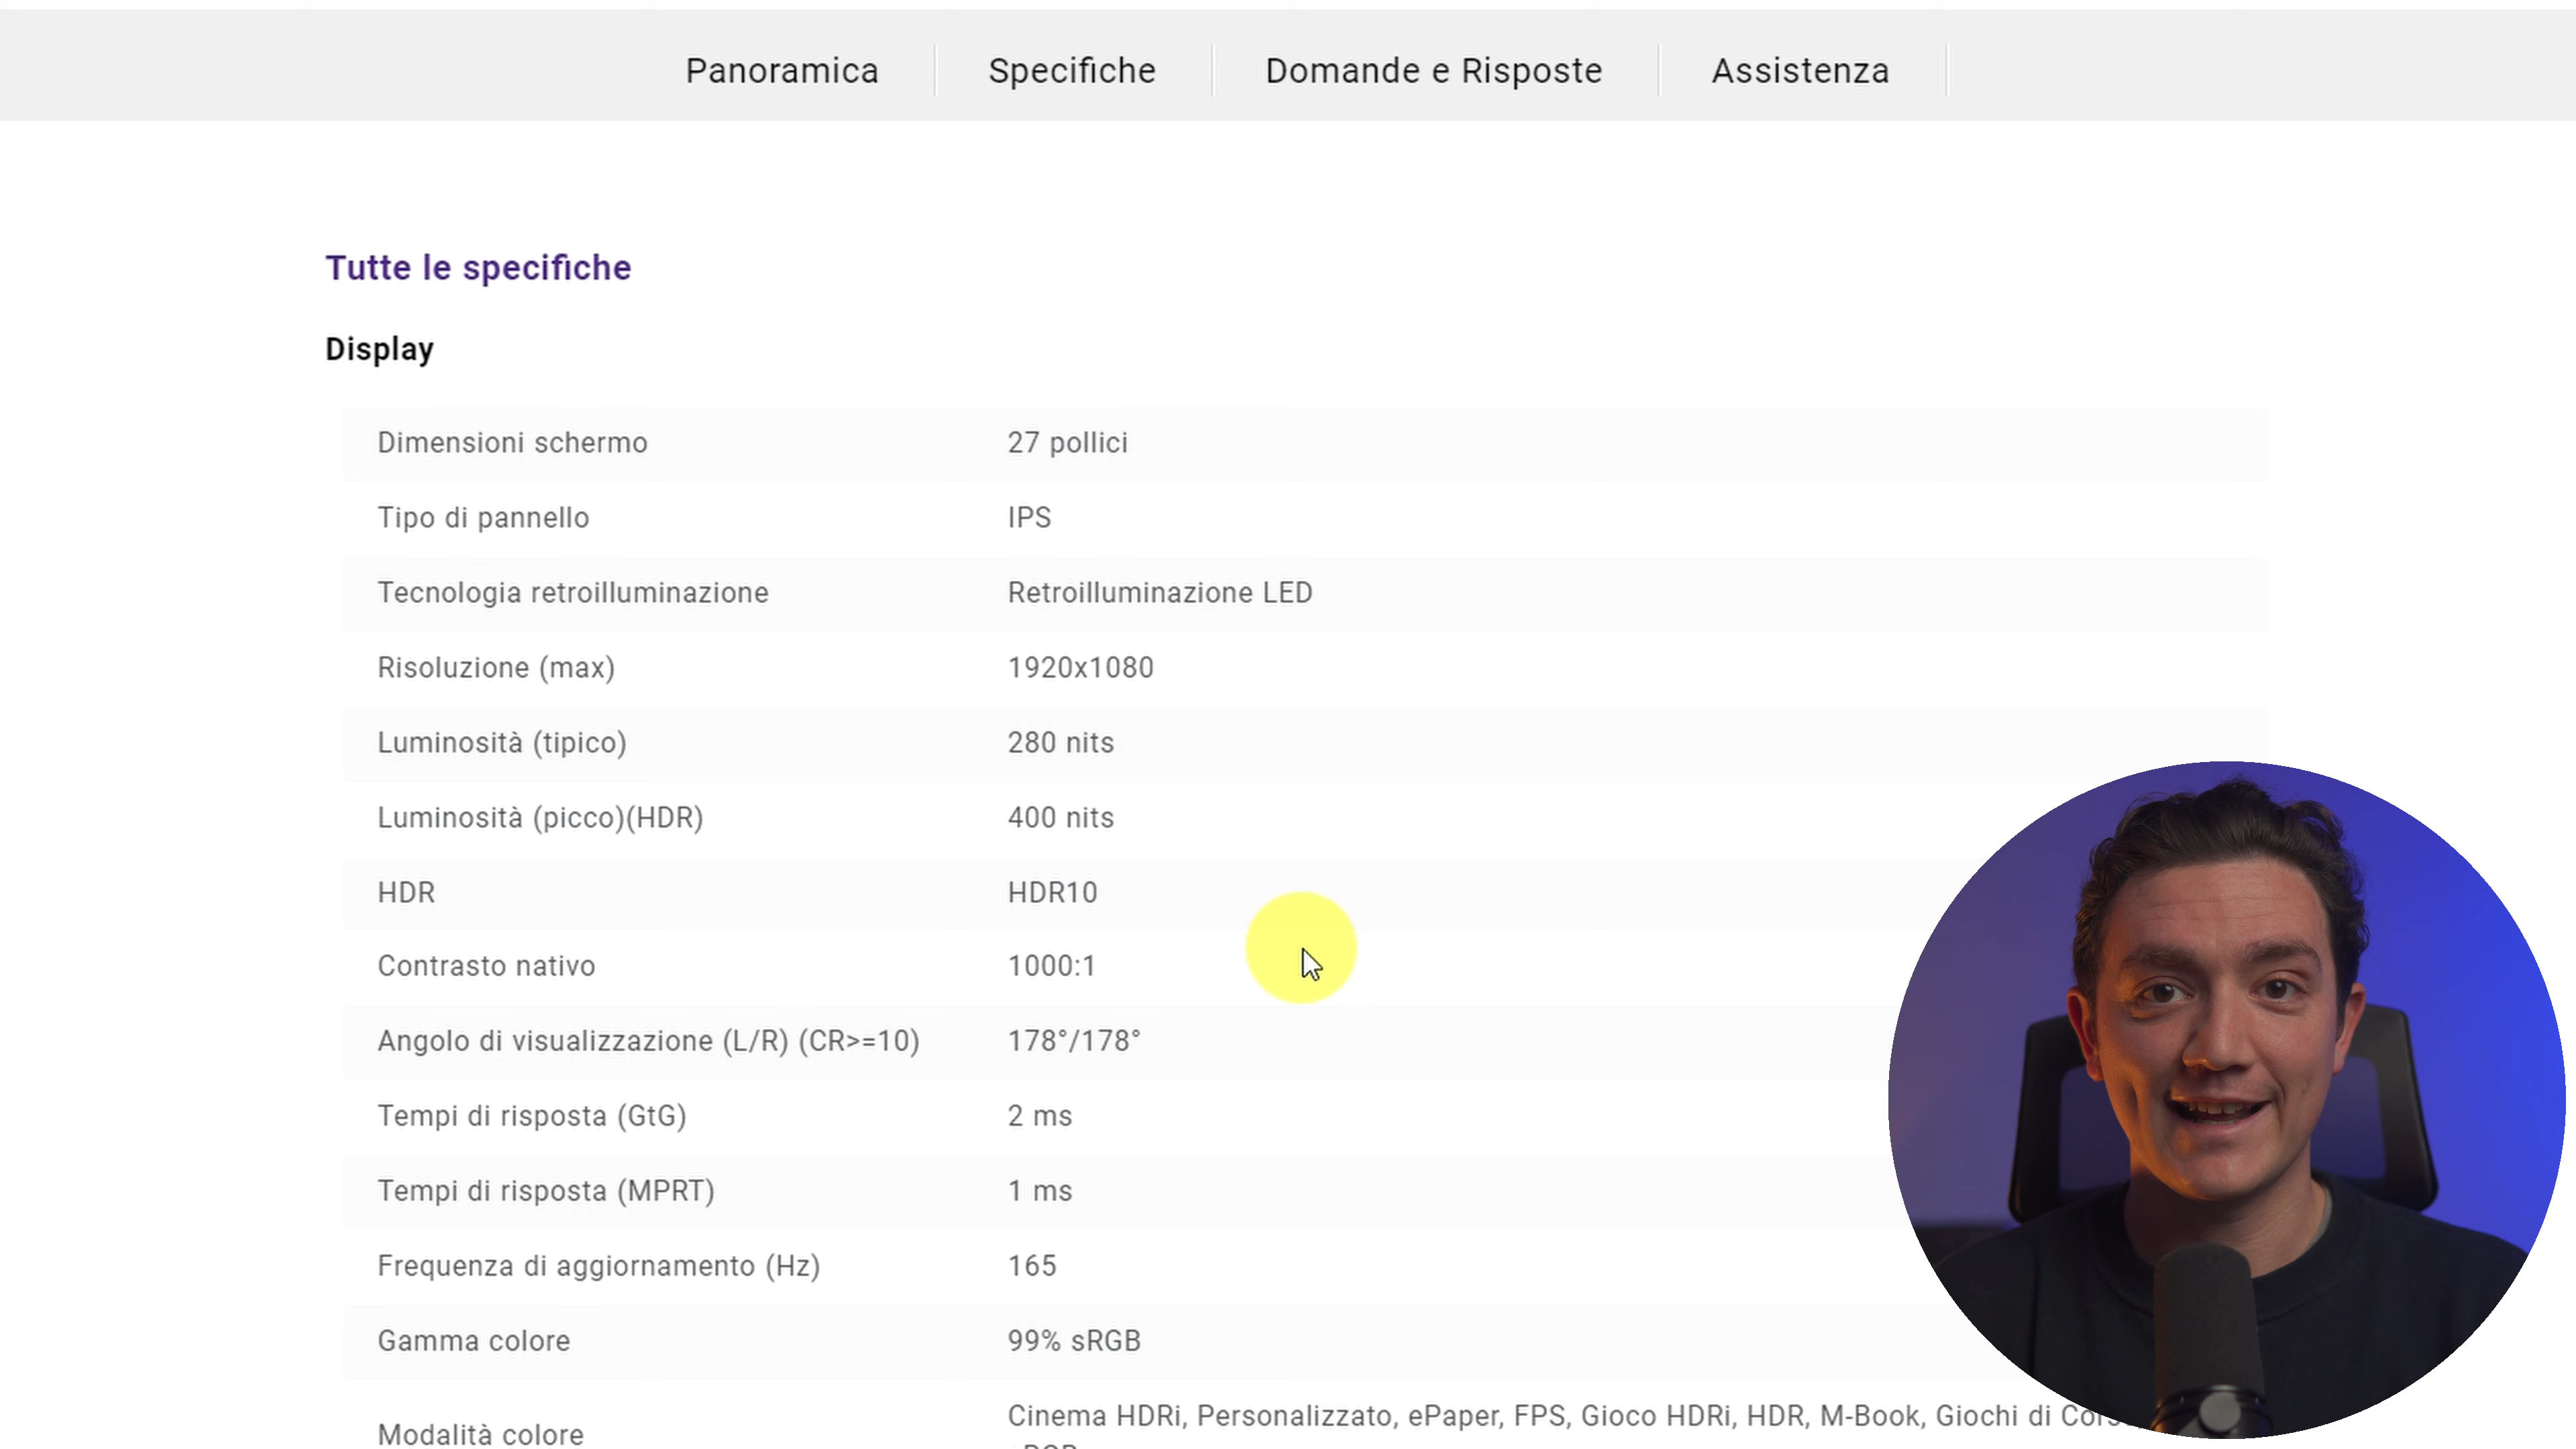 Panoramica
Specifiche
Domande e Risposte
Assistenza
Tutte le specifiche
Display
Dimensioni schermo 27 pollici
Tipo di pannello IPS
Tecnologia retroilluminazione Retroilluminazione LED
Risoluzione (max) 1920x1080
Luminosità (tipico) 280 nits
Luminosità (picco)(HDR) 400 nits
HDR HDR10
Contrasto nativo 1000:1
Angolo di visualizzazione (L/R) (CR>=10) 178°/178°
Tempi di risposta (GtG) 2 ms
Tempi di risposta (MPRT) 1 ms
Frequenza di aggiornamento (Hz) 165
Gamma colore 99% sRGB
Modalità colore Cinema HDRi, Personalizzato, ePaper, FPS, Gioco HDRi, HDR, M-Book, Giochi di